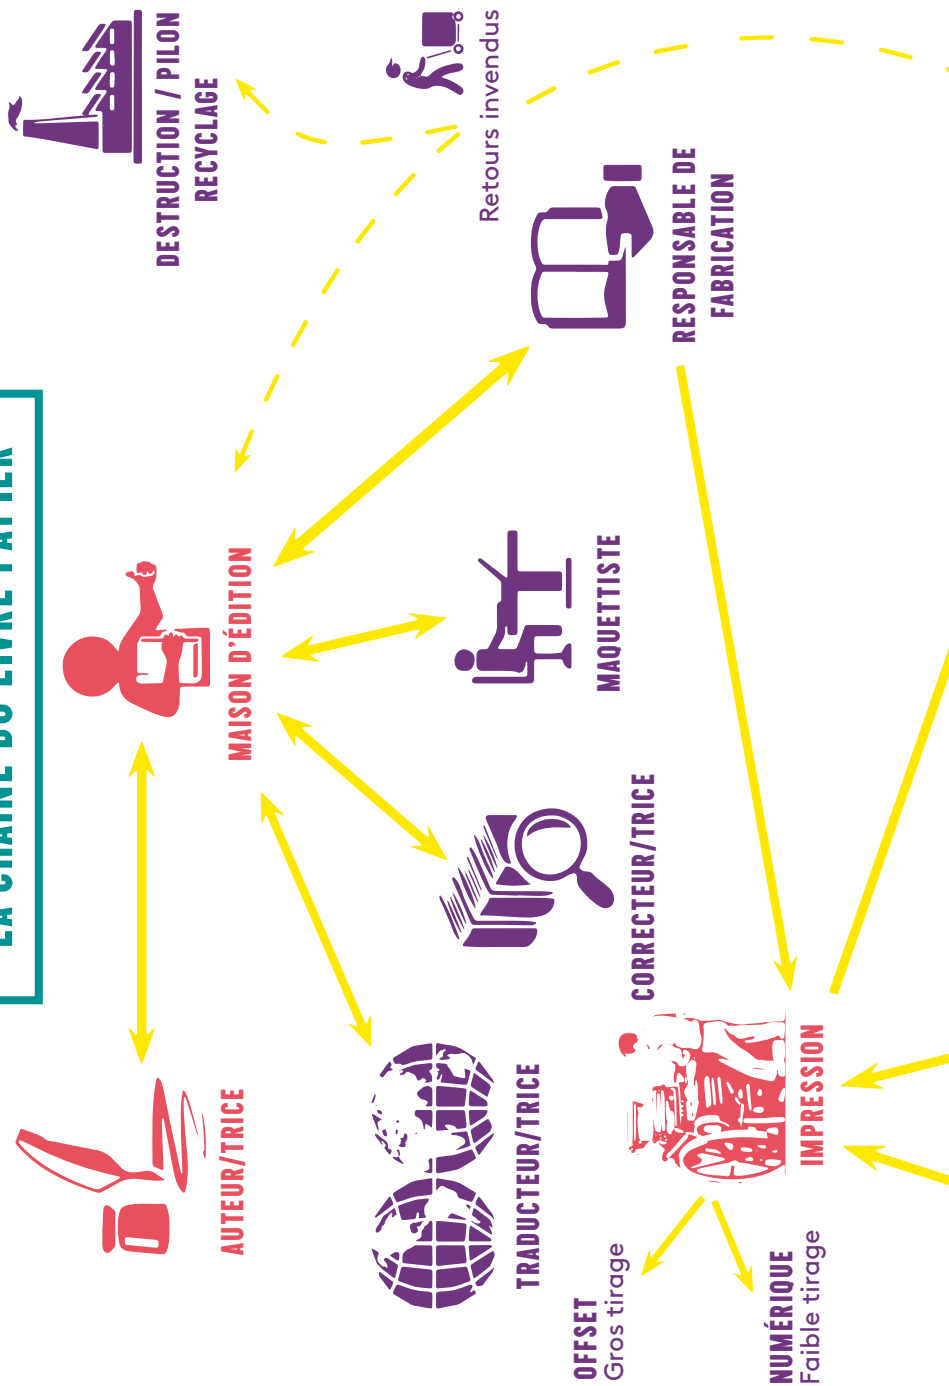 LA CHAÎNE DU LIVRE PAPIER
AUTEUR/TRICE
MAISON D'ÉDITION
DESTRUCTION / PILON
RECYCLAGE
Retours invendus
TRADUCTEUR/TRICE
CORRECTEUR/TRICE
MAQUETTISTE
RESPONSABLE DE
FABRICATION
OFFSET
Gros tirage
NUMÉRIQUE
Faible tirage
IMPRESSION